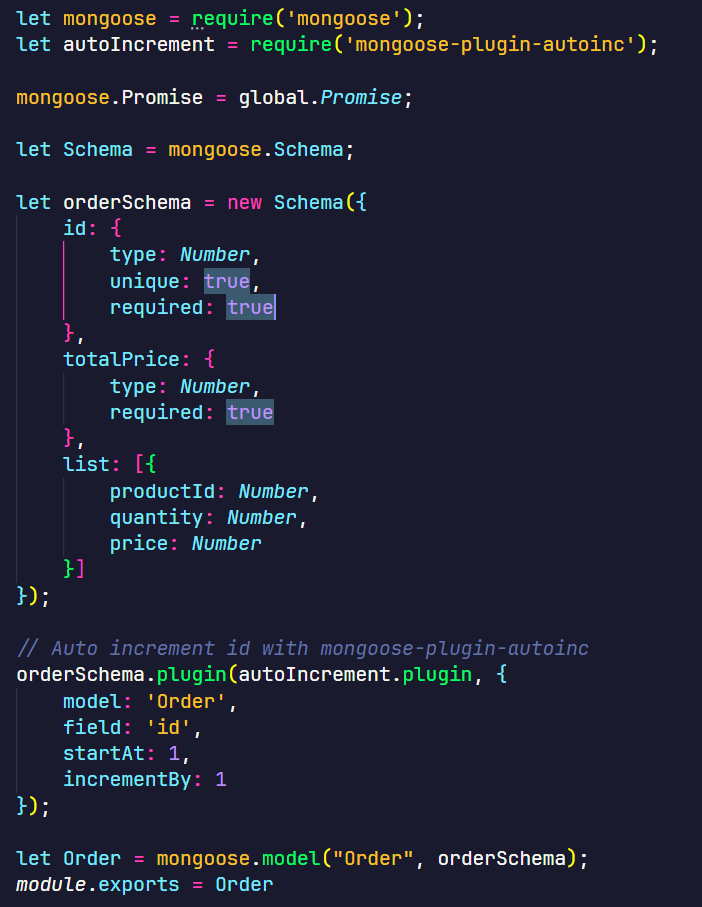 let mongoose = require('mongoose');
let autoIncrement = require('mongoose-plugin-autoinc');

mongoose.Promise = global.Promise;

let Schema = mongoose.Schema;

let orderSchema = new Schema({
    id: {
        type: Number,
        unique: true,
        required: true
    },
    totalPrice: {
        type: Number,
        required: true
    },
    list: [{
        productId: Number,
        quantity: Number,
        price: Number
    }]
});

// Auto increment id with mongoose-plugin-autoinc
orderSchema.plugin(autoIncrement.plugin, {
    model: 'Order',
    field: 'id',
    startAt: 1,
    incrementBy: 1
});

let Order = mongoose.model("Order", orderSchema);
module.exports = Order